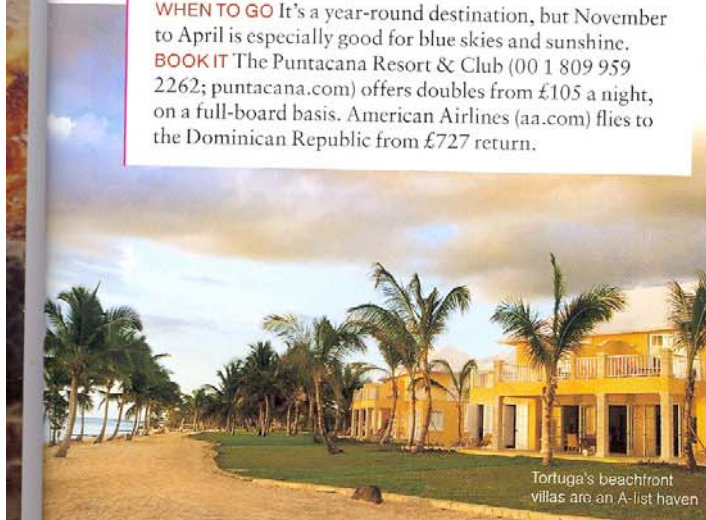 WHEN TO GO It's a year-round destination, but November
to April is especially good for blue skies and sunshine.
BOOK IT The Puntacana Resort & Club (00 1 809 959
2262; puntacana.com) offers doubles from £105 a night,
on a full-board basis. American Airlines (aa.com) flies to
the Dominican Republic from £727 return.
Tortuga's beachfront
villas are an A-list haven